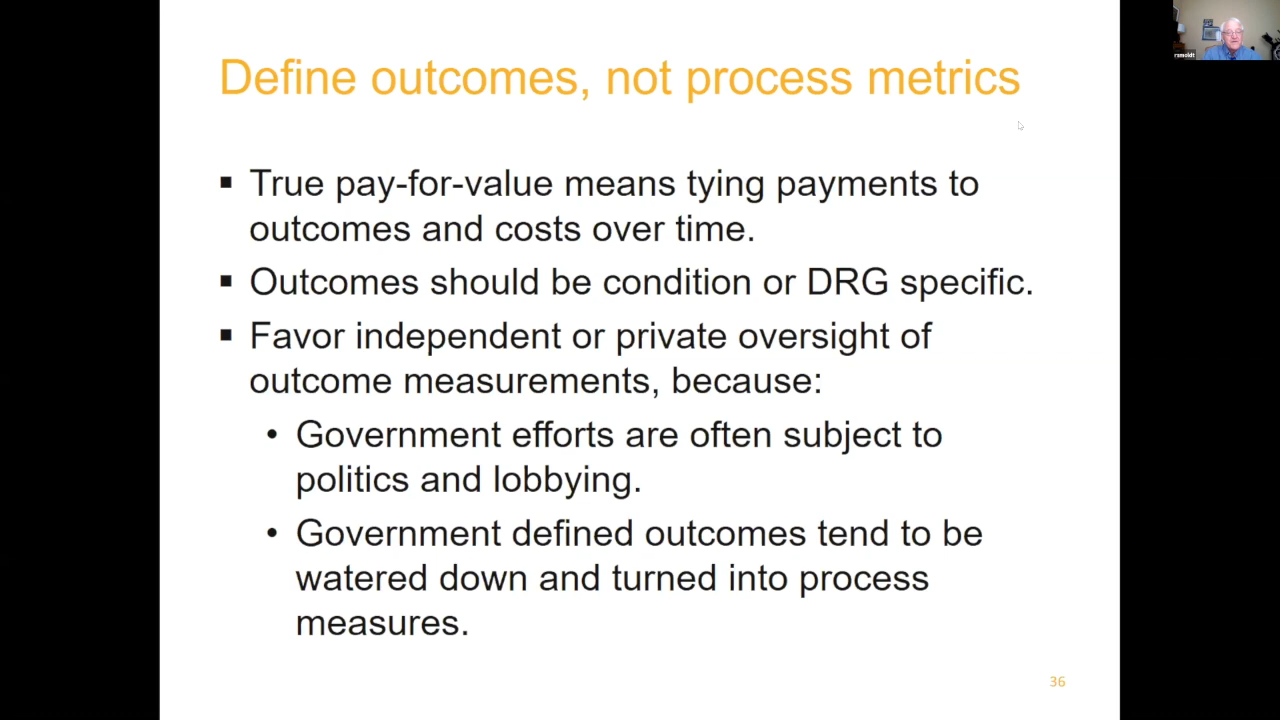 Define outcomes, not process metrics
▪ True pay-for-value means tying payments to
outcomes and costs over time.
▪ Outcomes should be condition or DRG specific.
▪ Favor independent or private oversight of
outcome measurements, because:
• Government efforts are often subject to
politics and lobbying.
• Government defined outcomes tend to be
watered down and turned into process
measures.
36
rsmoldt